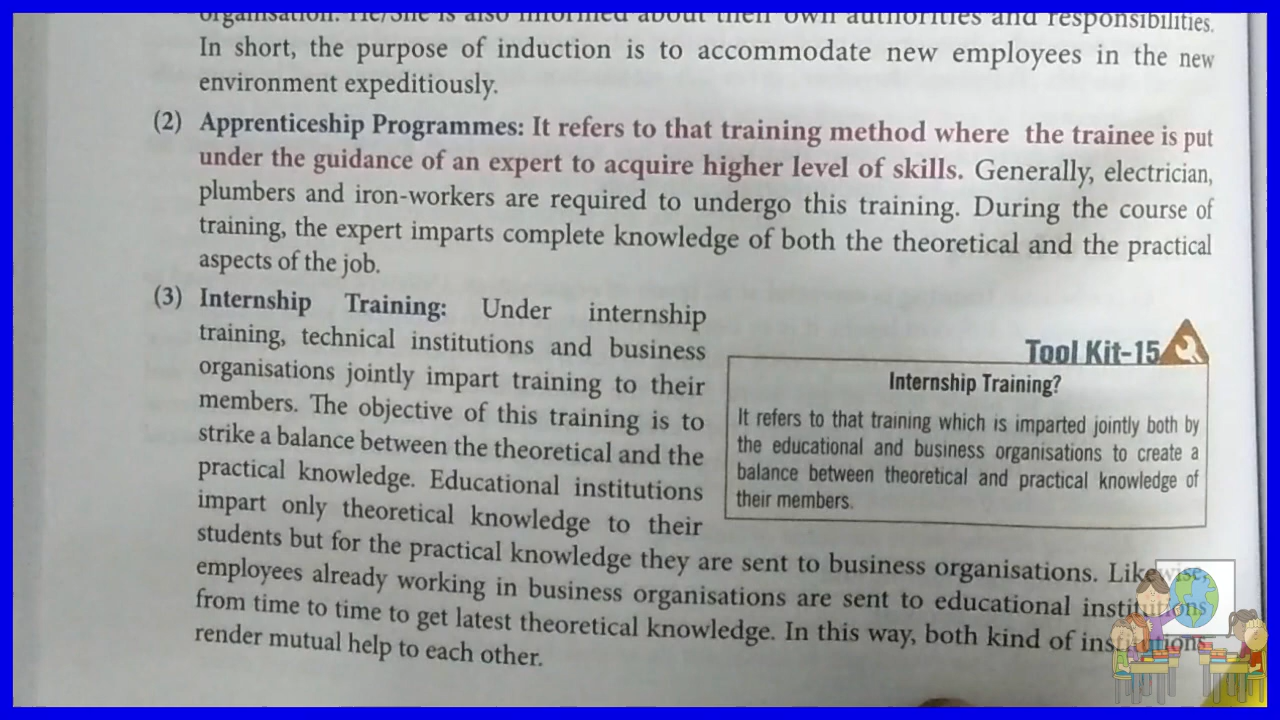 organisation. He/She is also informed about their own authorities and responsibilities.
In short, the purpose of induction is to accommodate new employees in the new
environment expeditiously.
(2) Apprenticeship Programmes: It refers to that training method where the trainee is put
under the guidance of an expert to acquire higher level of skills. Generally, electrician,
plumbers and iron-workers are required to undergo this training. During the course of
training, the expert imparts complete knowledge of both the theoretical and the practical
aspects of the job.
(3) Internship Training: Under internship
training, technical institutions and business
organisations jointly impart training to their
members. The objective of this training is to
strike a balance between the theoretical and the
practical knowledge. Educational institutions
impart only theoretical knowledge to their
students but for the practical knowledge they are sent to business organisations. Likewise,
employees already working in business organisations are sent to educational institutions
from time to time to get latest theoretical knowledge. In this way, both kind of institutions
render mutual help to each other.
Tool Kit-15
Internship Training?
It refers to that training which is imparted jointly both by
the educational and business organisations to create a
balance between theoretical and practical knowledge of
their members.